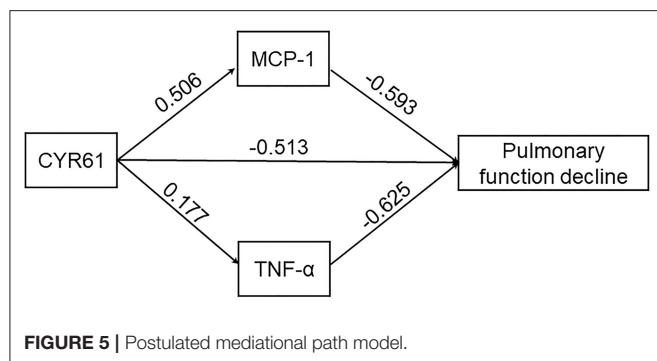 MCP-1
0.506
-0.593
CYR61
-0.513
Pulmonary
function decline
0.177
-0.625
TNF-α
FIGURE 5 | Postulated mediational path model.